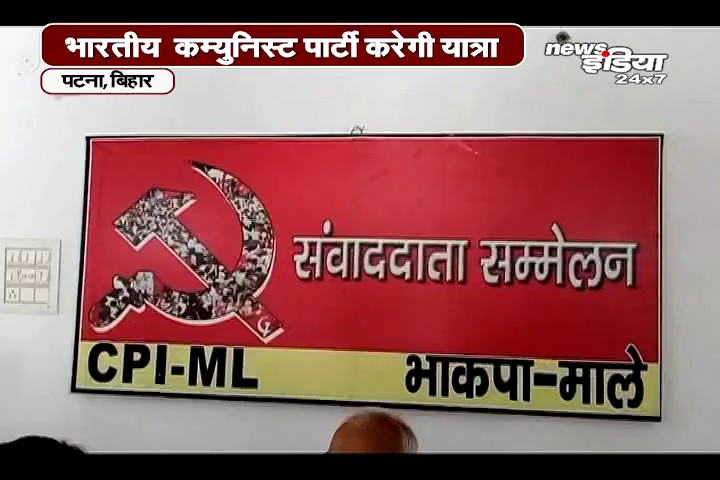 भारतीय कम्युनिस्ट पार्टी करेगी यात्रा
पटना, बिहार
news
इंडिया
24x7
संवाददाता सम्मेलन
CPI-ML भाकपा-माले